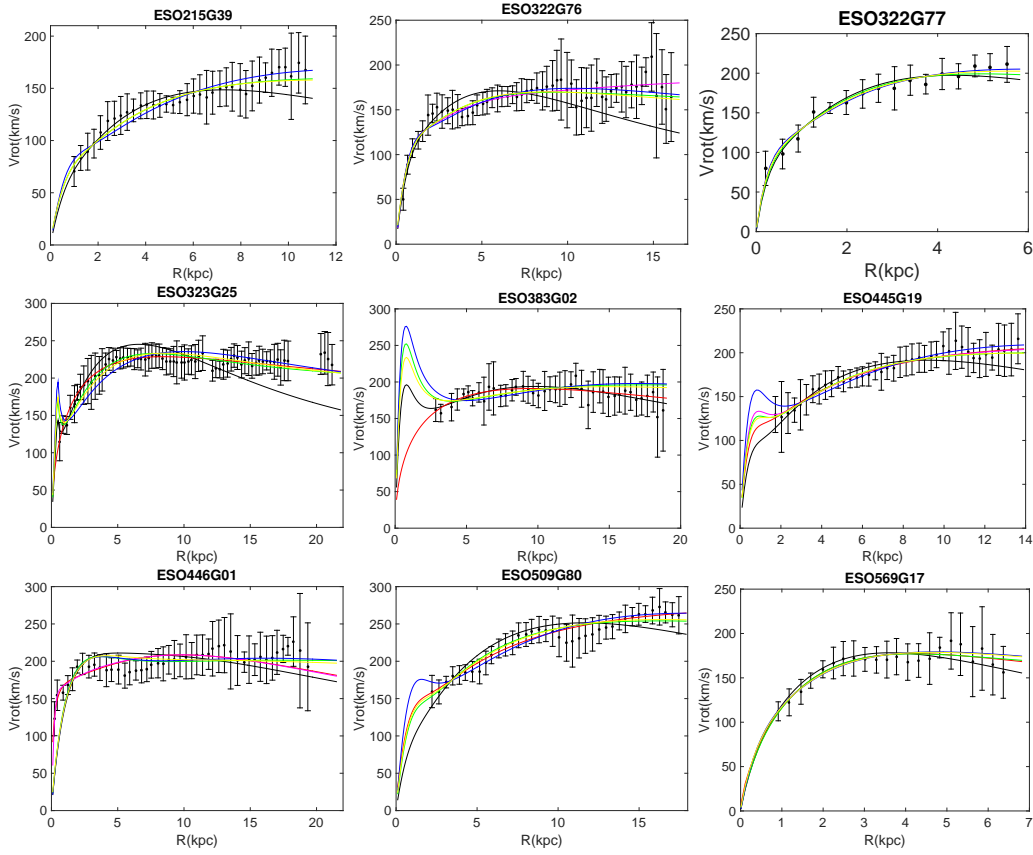 ESO215G39
ESO322G76
ESO322G77
Vrot(km/s)
200
150
100
50
0
0 2 4 6 8 10 12
R(kpc)
Vrot(km/s)
250
200
150
100
50
0
0 5 10 15
R(kpc)
Vrot(km/s)
250
200
150
100
50
0
0 2 4 6
R(kpc)
ESO323G25
ESO383G02
ESO445G19
Vrot(km/s)
300
250
200
150
100
50
0
0 5 10 15 20
R(kpc)
Vrot(km/s)
300
250
200
150
100
50
0
0 5 10 15 20
R(kpc)
Vrot(km/s)
250
200
150
100
50
0
0 2 4 6 8 10 12 14
R(kpc)
ESO446G01
ESO509G80
ESO569G17
Vrot(km/s)
300
250
200
150
100
50
0
0 5 10 15 20
R(kpc)
Vrot(km/s)
300
250
200
150
100
50
0
0 5 10 15
R(kpc)
Vrot(km/s)
250
200
150
100
50
0
0 1 2 3 4 5 6 7
R(kpc)